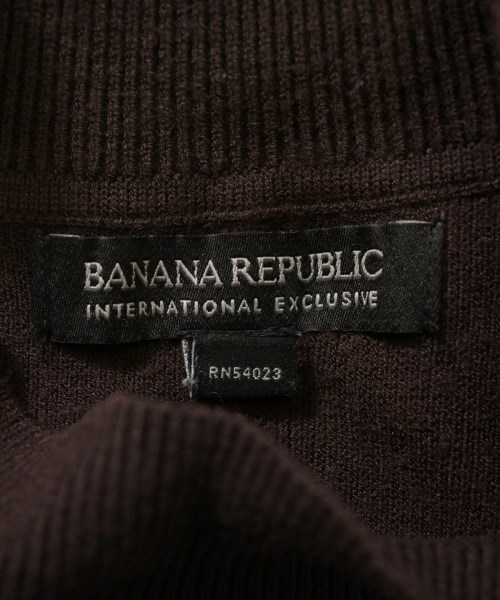 BANANA REPUBLIC
INTERNATIONAL EXCLUSIVE
RN54023